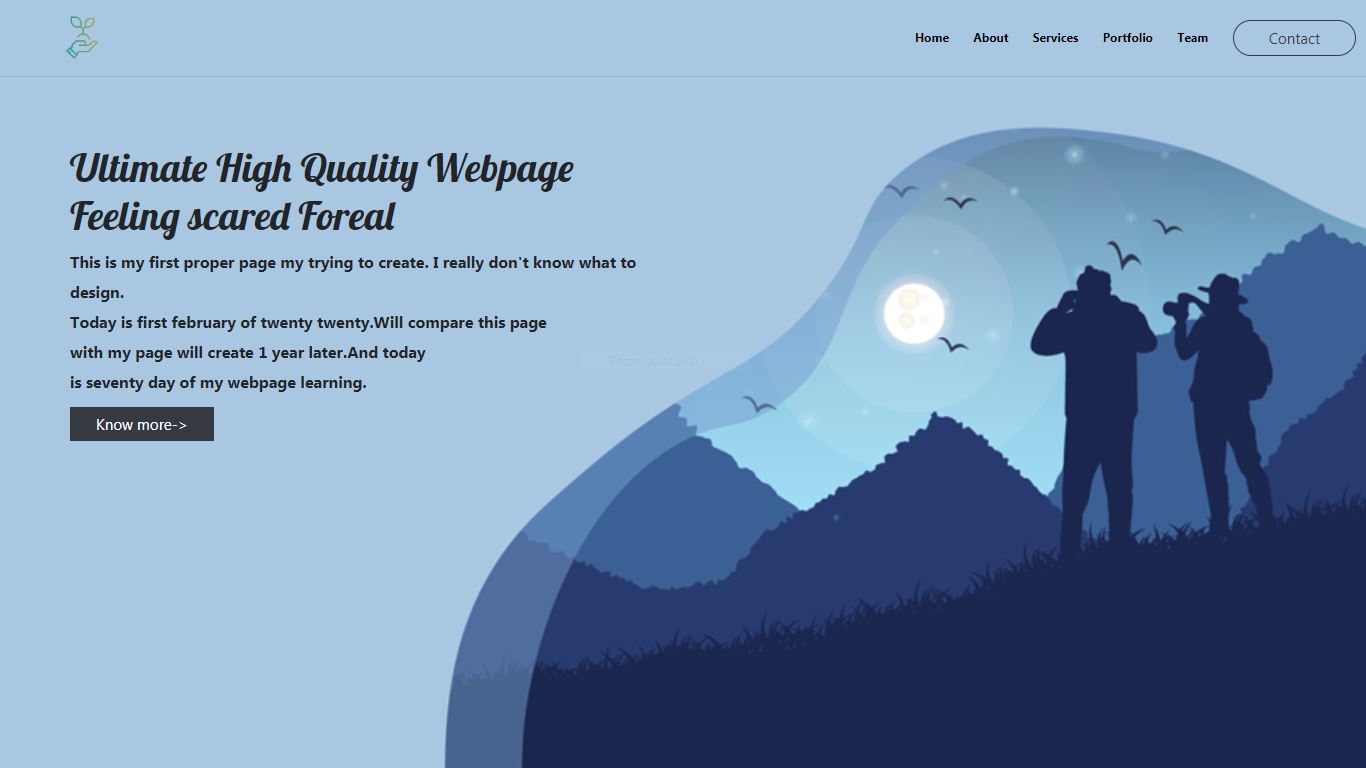 Home About Services Portfolio Team Contact
Ultimate High Quality Webpage
Feeling scared Foreal
This is my first proper page my trying to create. I really don't know what to
design.
Today is first february of twenty twenty.Will compare this page
with my page will create 1 year later.And today
is seventy day of my webpage learning.
Rectangular Snip
Know more->